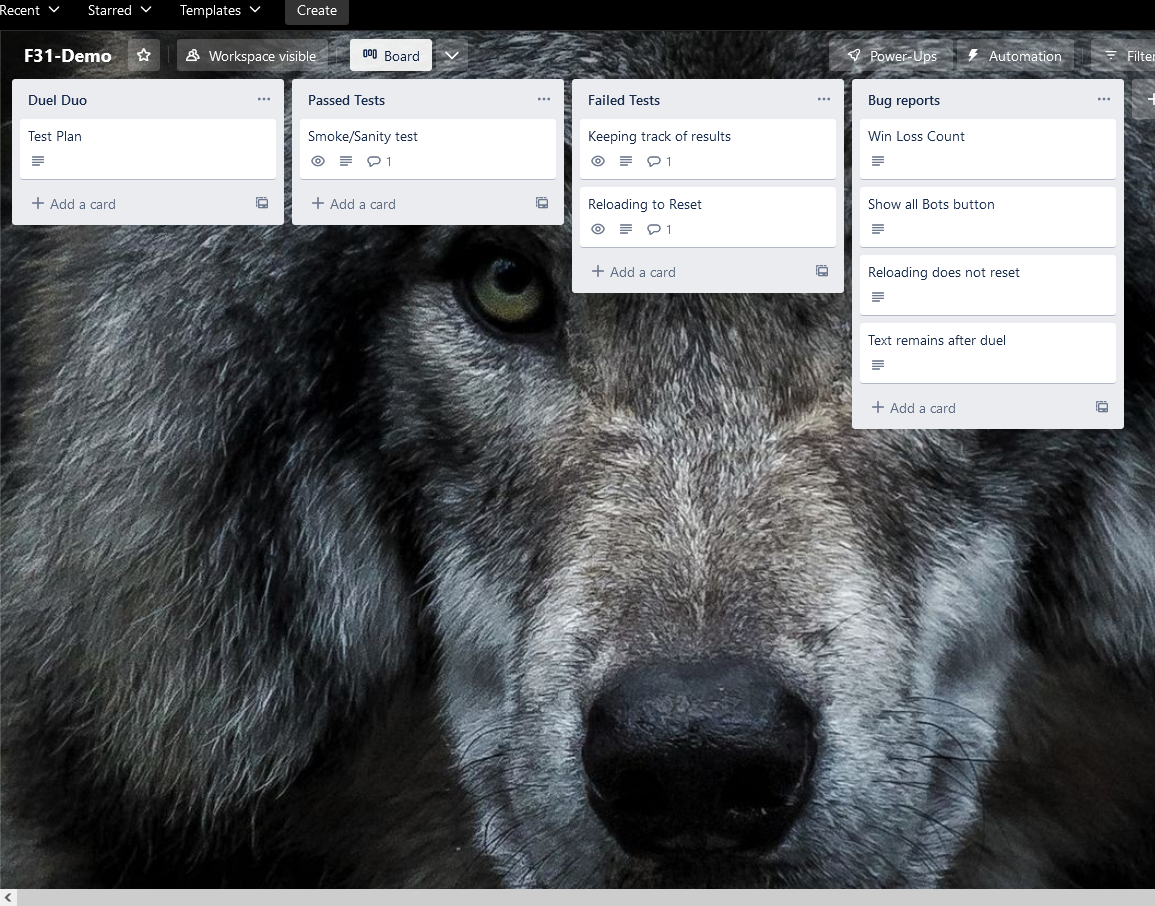 Recent Starred Templates Create
F31-Demo Workspace visible Board Power-Ups Automation Filter
Duel Duo
Test Plan
Add a card
Passed Tests
Smoke/Sanity test
1
Add a card
Failed Tests
Keeping track of results
1
Reloading to Reset
1
Add a card
Bug reports
Win Loss Count
Show all Bots button
Reloading does not reset
Text remains after duel
Add a card